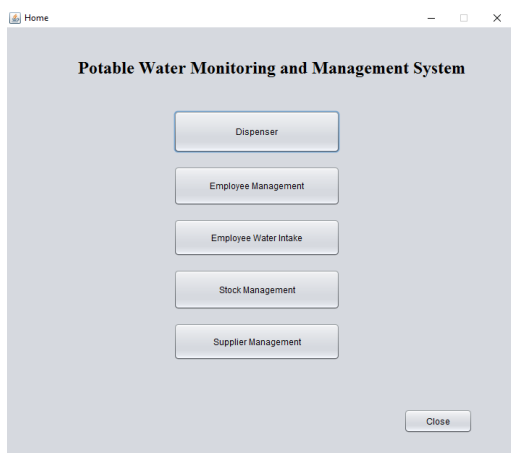 Home
Potable Water Monitoring and Management System
Dispenser
Employee Management
Employee Water Intake
Stock Management
Supplier Management
Close